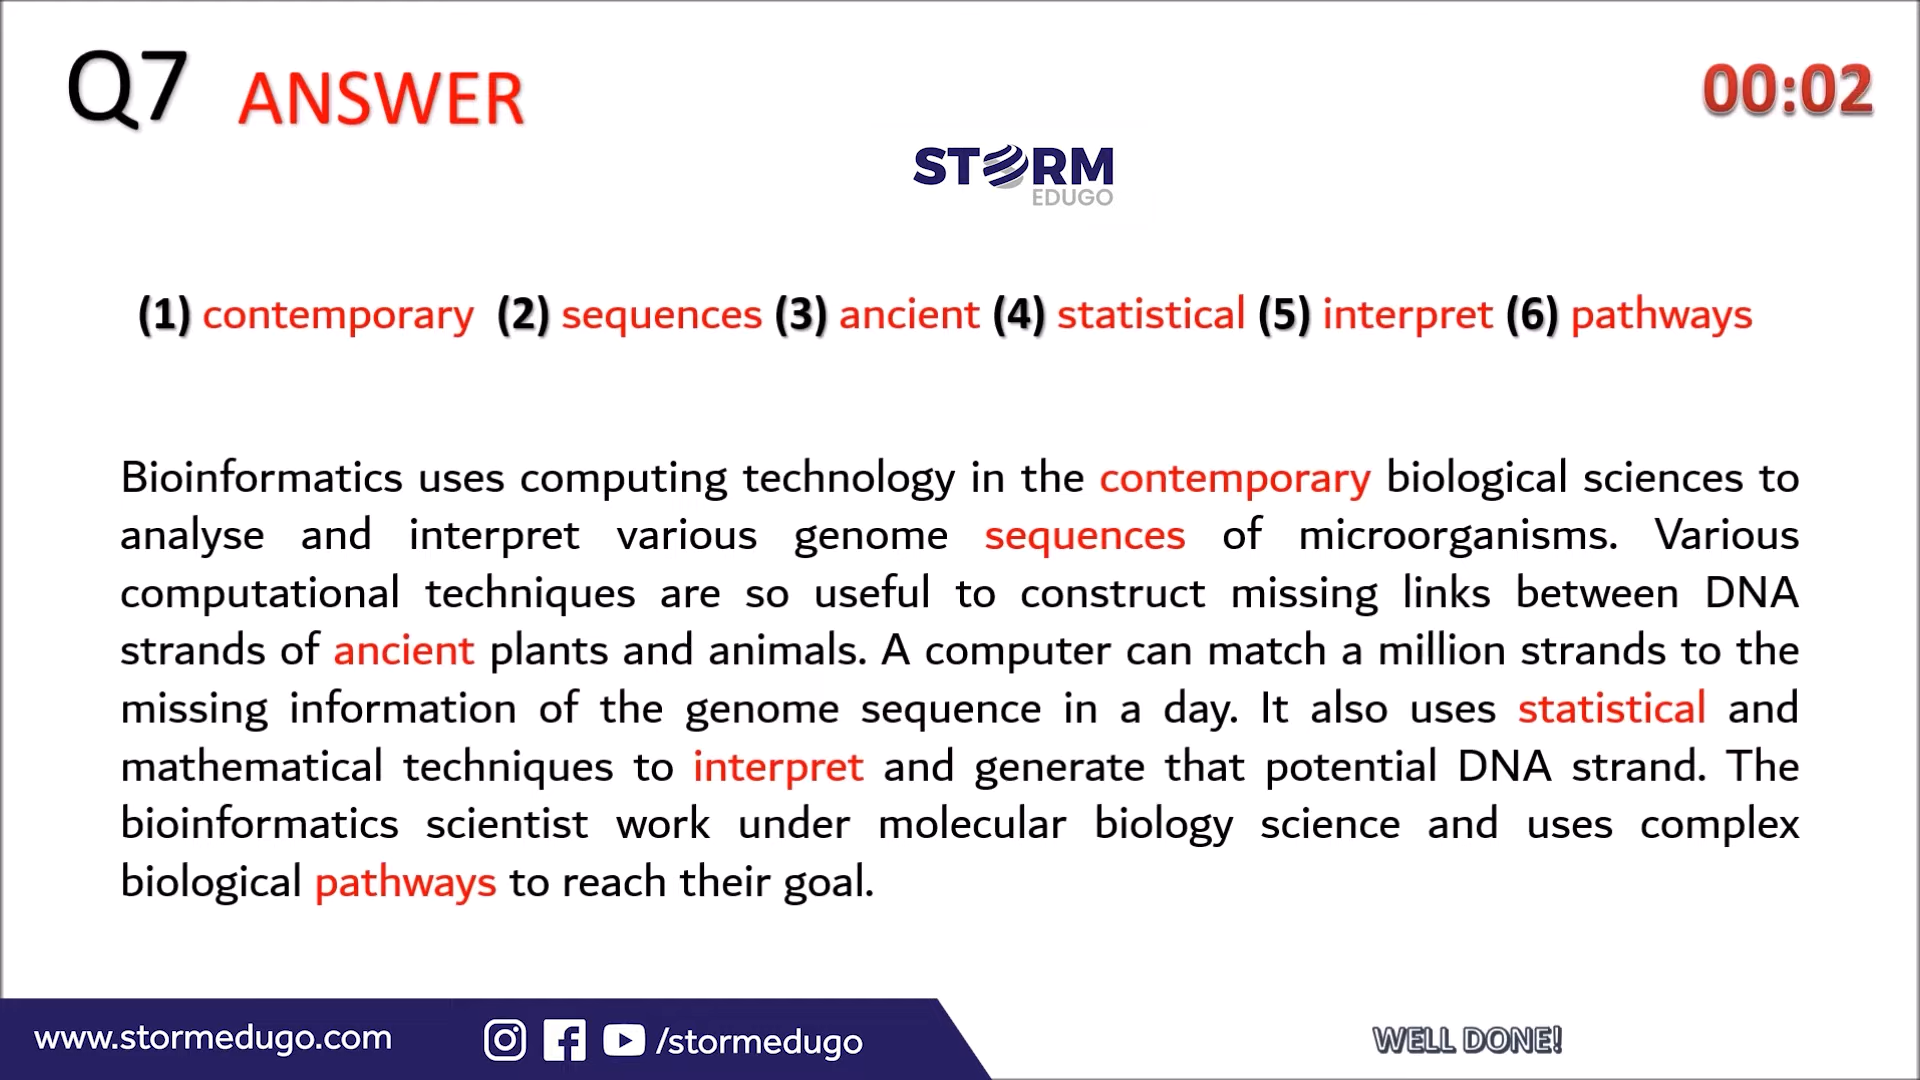 Q7 ANSWER
00:02
STORM
EDUGO
(1) contemporary (2) sequences (3) ancient (4) statistical (5) interpret (6) pathways
Bioinformatics uses computing technology in the contemporary biological sciences to
analyse and interpret various genome sequences of microorganisms. Various
computational techniques are so useful to construct missing links between DNA
strands of ancient plants and animals. A computer can match a million strands to the
missing information of the genome sequence in a day. It also uses statistical and
mathematical techniques to interpret and generate that potential DNA strand. The
bioinformatics scientist work under molecular biology science and uses complex
biological pathways to reach their goal.
www.stormedugo.com /stormedugo
WELL DONE!